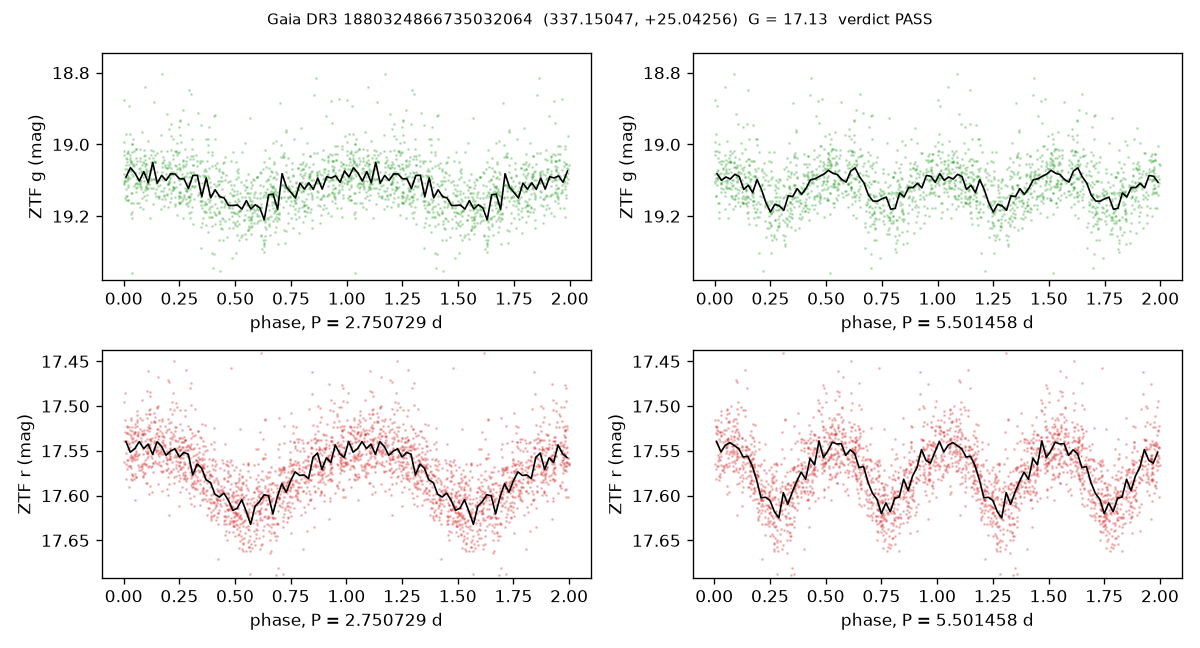 Gaia DR3 1880324866735032064 (337.15047, +25.04256) G = 17.13 verdict PASS
ZTF g (mag)
18.8
19.0
19.2
0.00 0.25 0.50 0.75 1.00 1.25 1.50 1.75 2.00
phase, P = 2.750729 d
ZTF g (mag)
18.8
19.0
19.2
0.00 0.25 0.50 0.75 1.00 1.25 1.50 1.75 2.00
phase, P = 5.501458 d
ZTF r (mag)
17.45
17.50
17.55
17.60
17.65
0.00 0.25 0.50 0.75 1.00 1.25 1.50 1.75 2.00
phase, P = 2.750729 d
ZTF r (mag)
17.45
17.50
17.55
17.60
17.65
0.00 0.25 0.50 0.75 1.00 1.25 1.50 1.75 2.00
phase, P = 5.501458 d